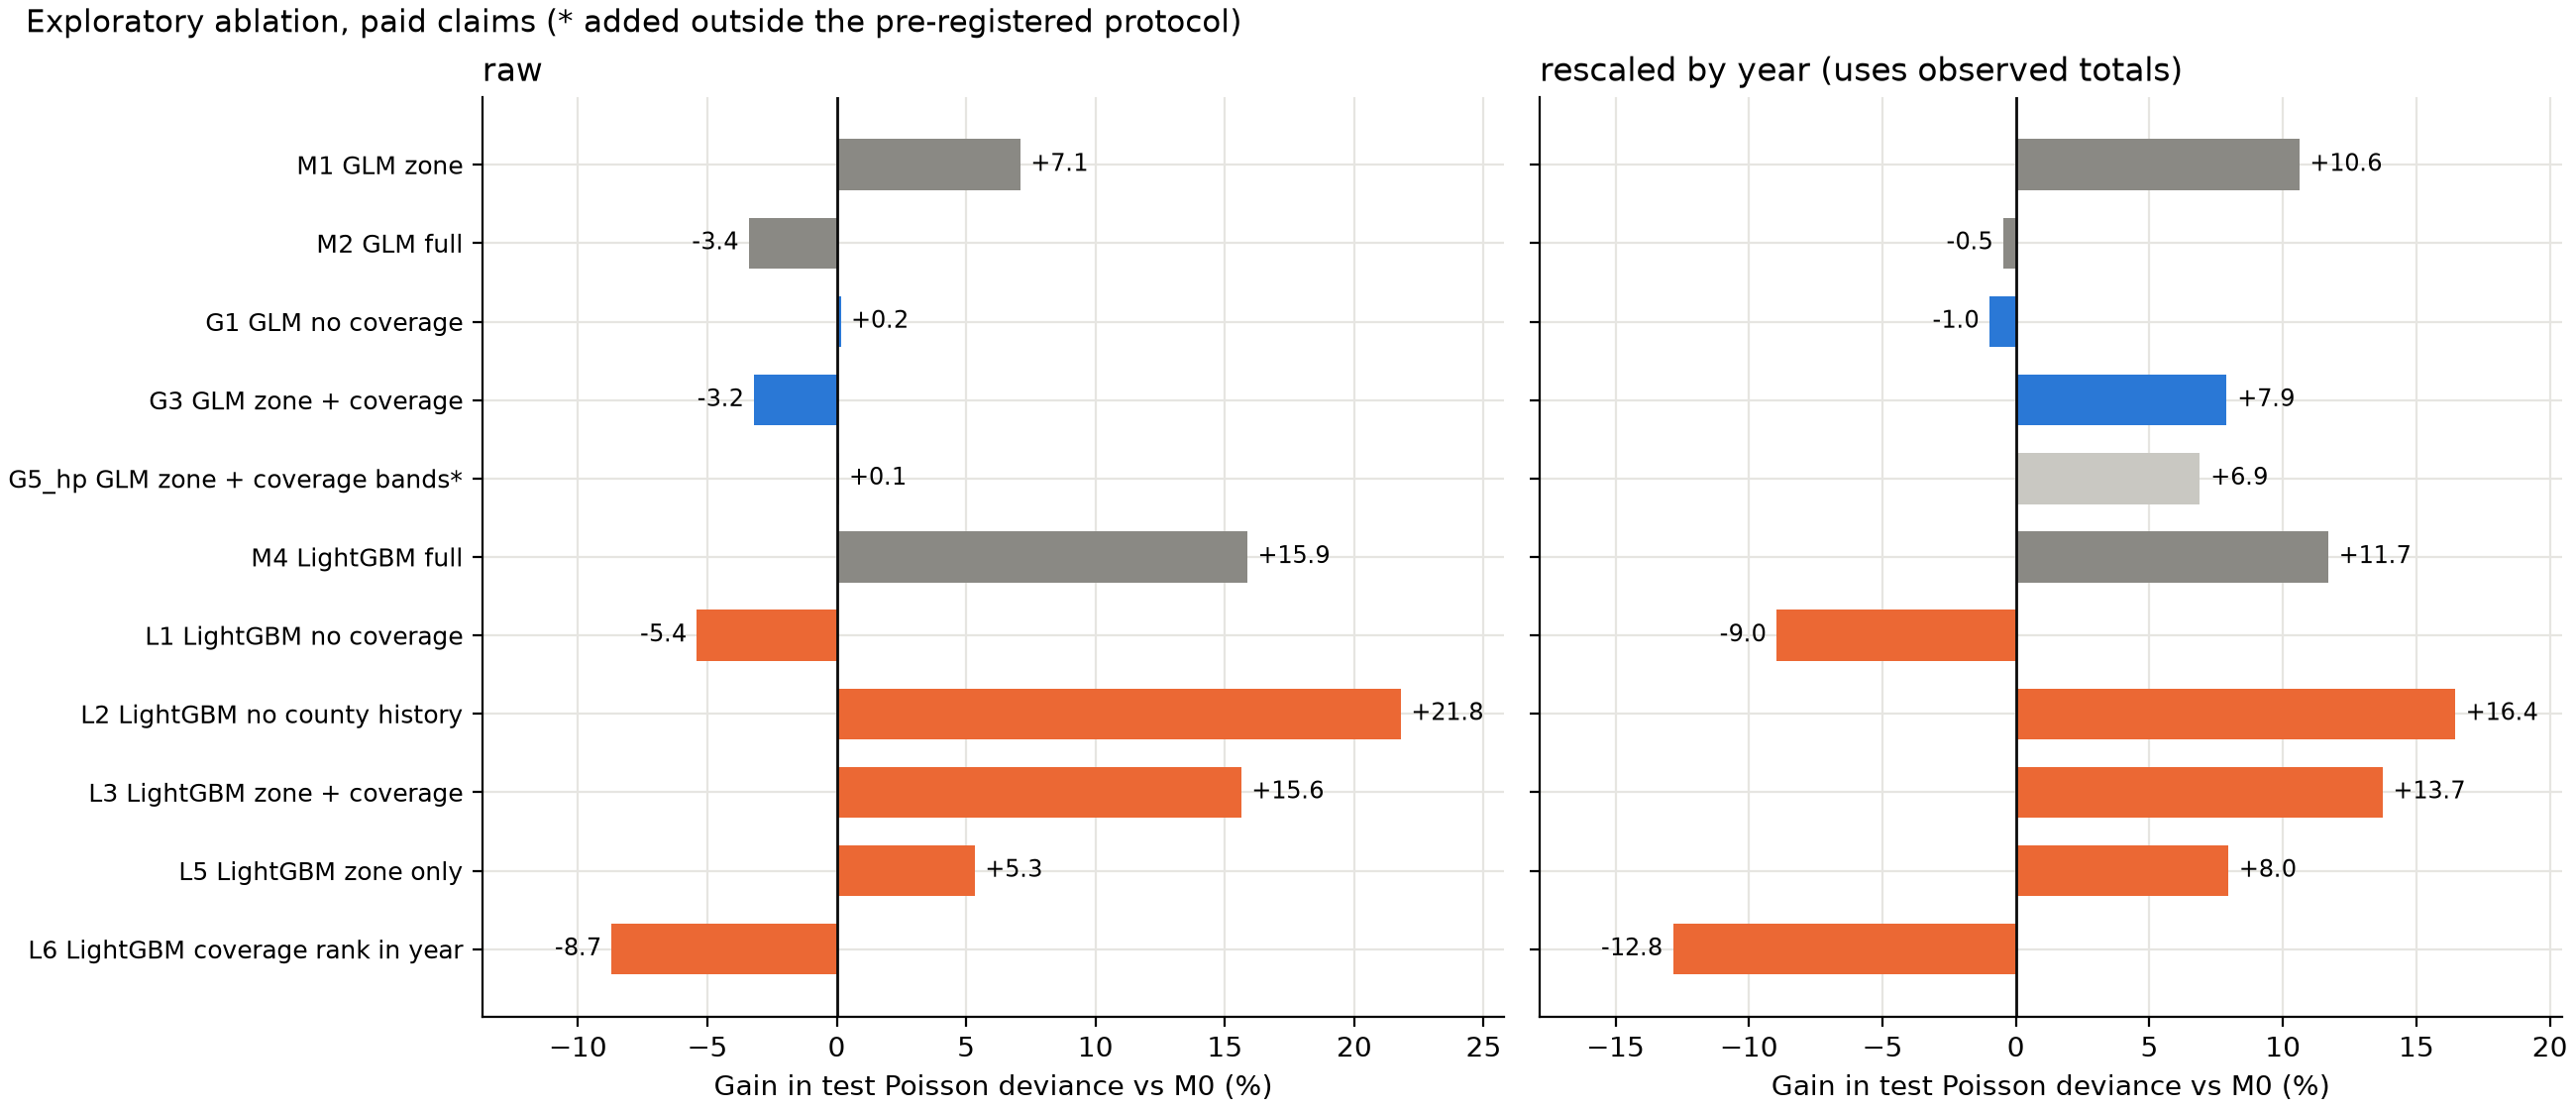 Exploratory ablation, paid claims (* added outside the pre-registered protocol)
raw
M1 GLM zone
M2 GLM full
G1 GLM no coverage
G3 GLM zone + coverage
G5_hp GLM zone + coverage bands*
M4 LightGBM full
L1 LightGBM no coverage
L2 LightGBM no county history
L3 LightGBM zone + coverage
L5 LightGBM zone only
L6 LightGBM coverage rank in year
+7.1
-3.4
+0.2
-3.2
+0.1
+15.9
-5.4
+21.8
+15.6
+5.3
-8.7
−10 −5 0 5 10 15 20 25
Gain in test Poisson deviance vs M0 (%)
rescaled by year (uses observed totals)
+10.6
-0.5
-1.0
+7.9
+6.9
+11.7
-9.0
+16.4
+13.7
+8.0
-12.8
−15 −10 −5 0 5 10 15 20
Gain in test Poisson deviance vs M0 (%)